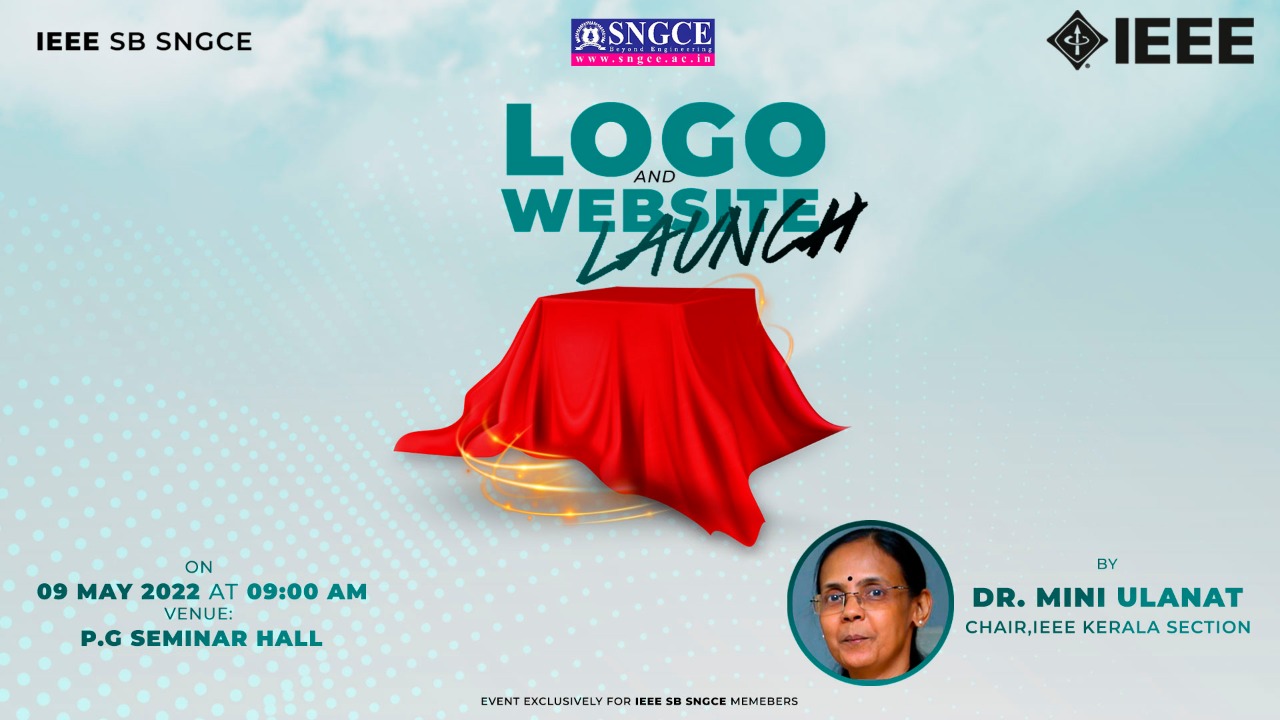 IEEE SB SNGCE
SNGCE
Beyond Engineering
www.sngce.ac.in
IEEE
LOGO
AND
WEBSITE
LAUNCH
ON
09 MAY 2022 AT 09:00 AM
VENUE:
P.G SEMINAR HALL
BY
DR. MINI ULANAT
CHAIR,IEEE KERALA SECTION
EVENT EXCLUSIVELY FOR IEEE SB SNGCE MEMEBERS